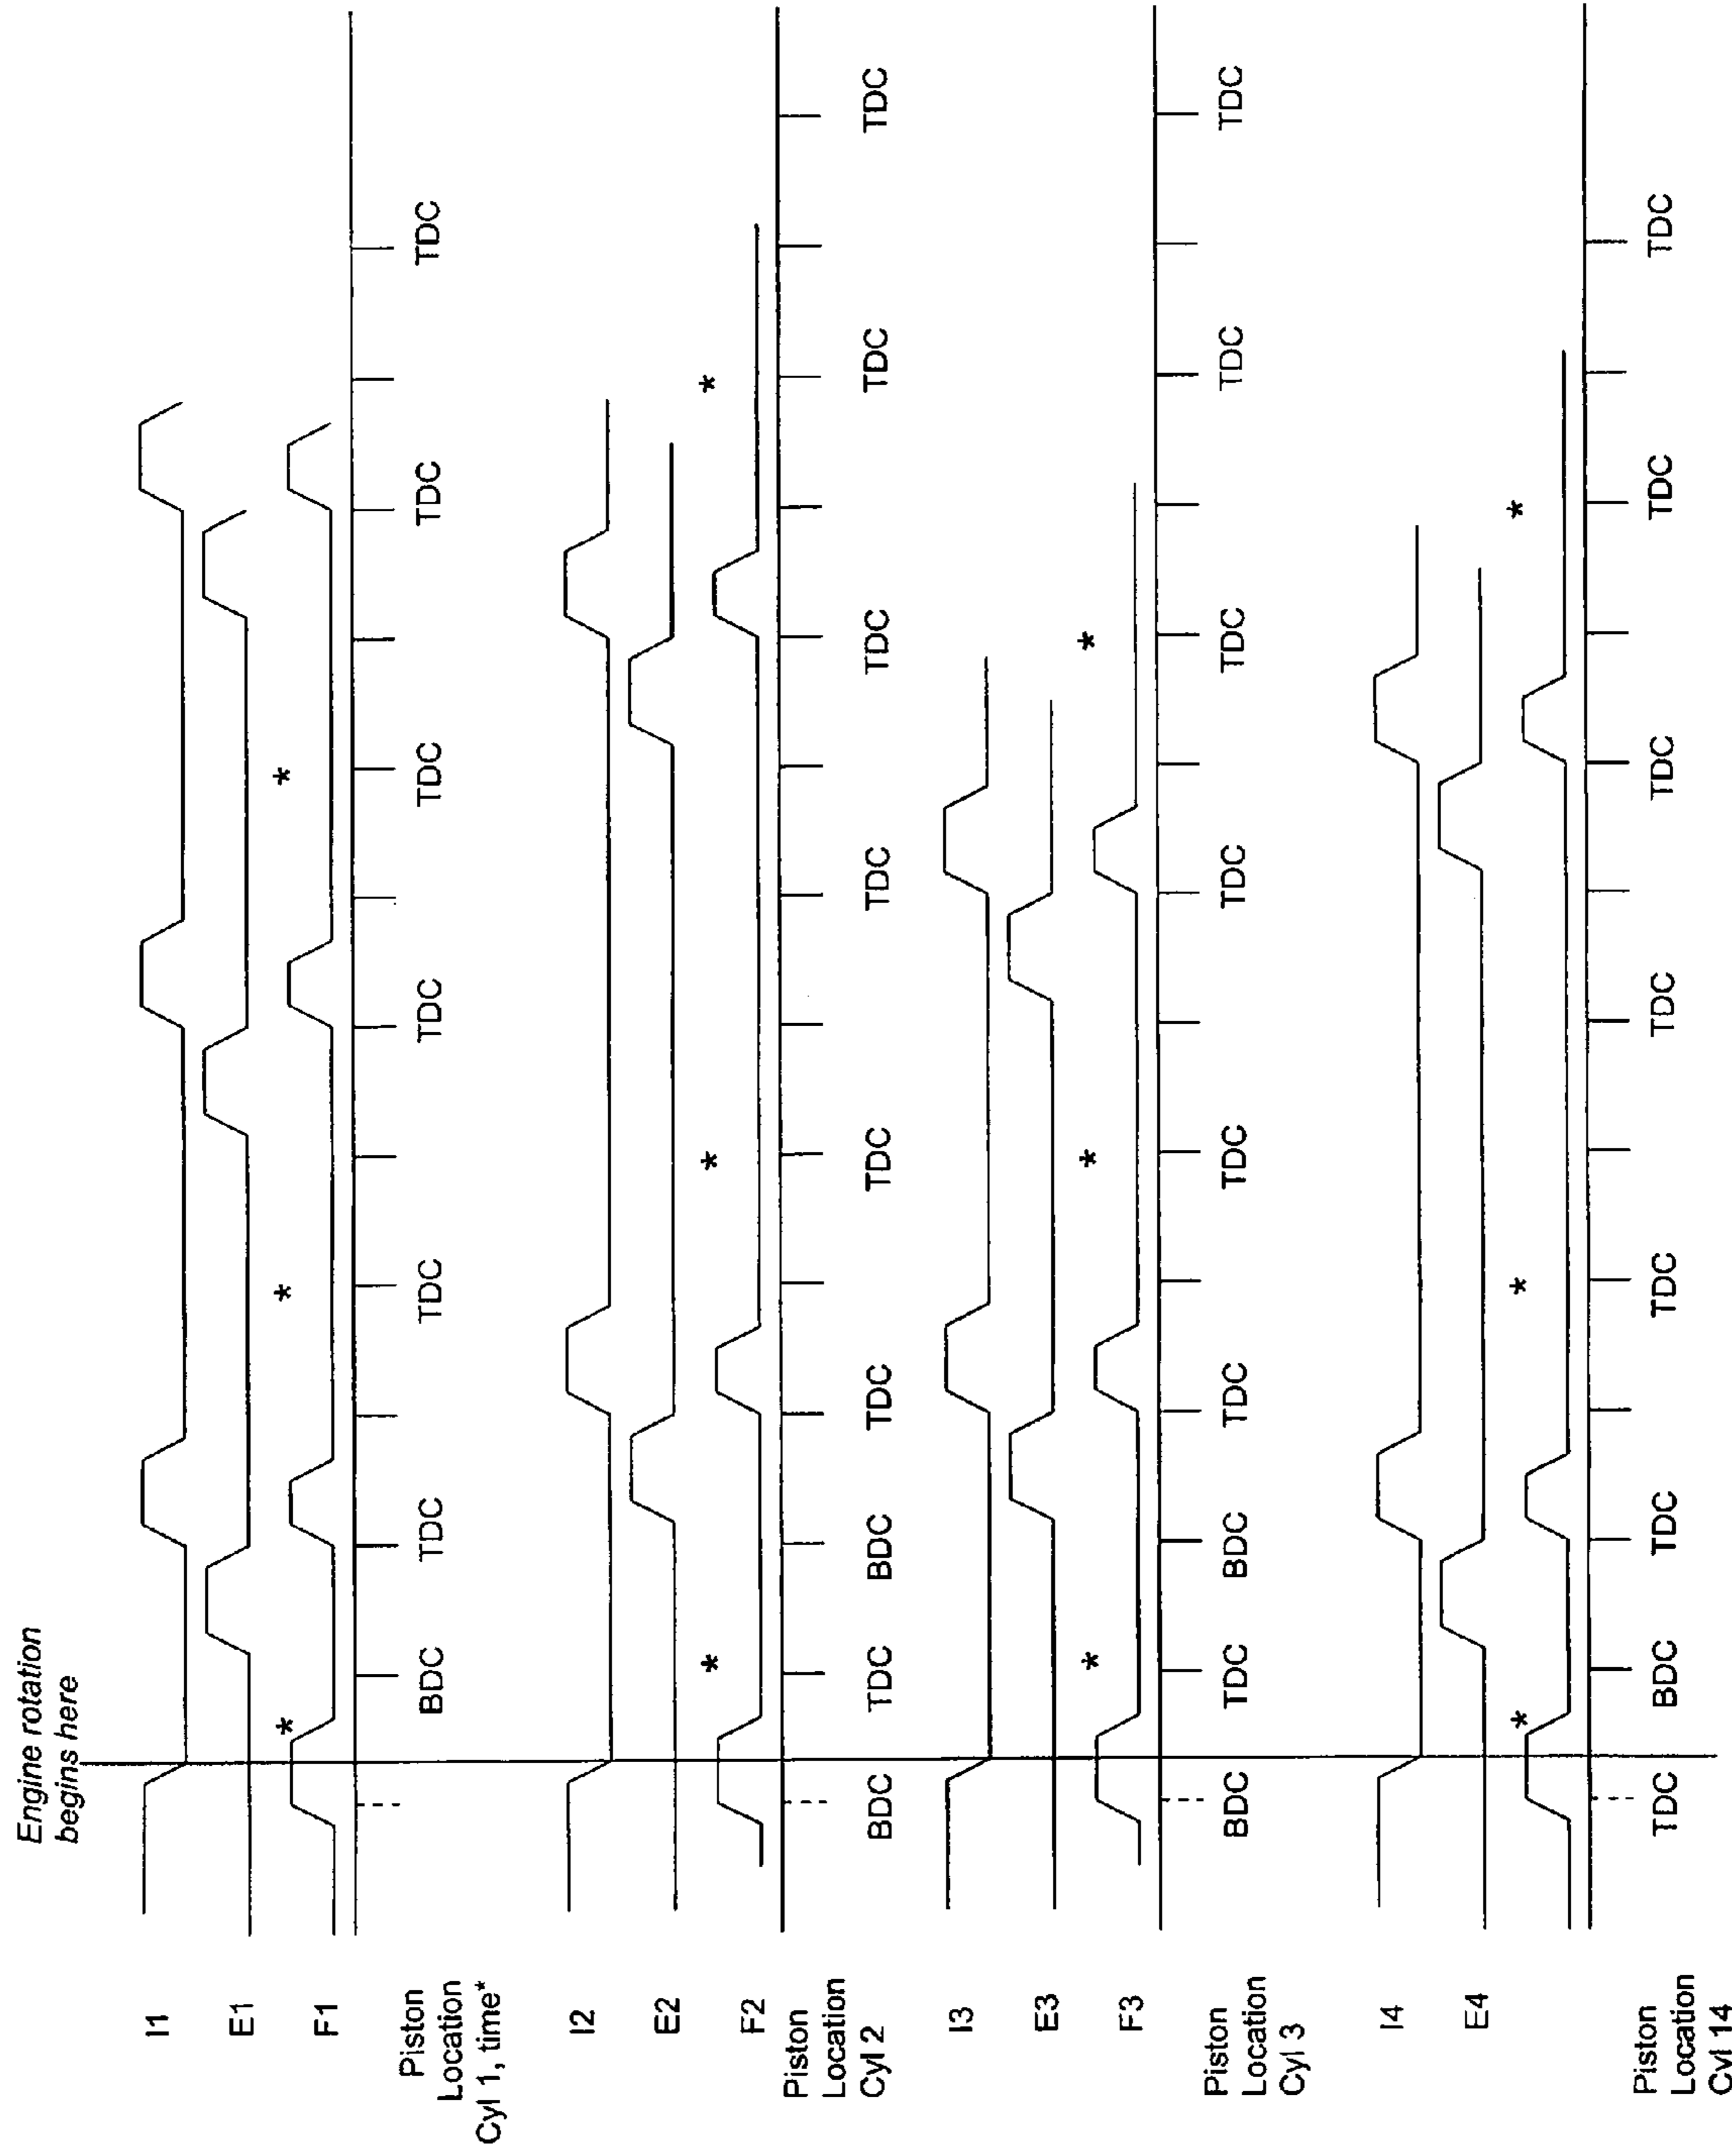 Engine rotation
begins here
I1
E1
F1
Piston
Location
Cyl 1, time*
BDC TDC TDC TDC TDC TDC TDC
I2
E2
F2
Piston
Location
Cyl 2
BDC TDC BDC TDC TDC TDC TDC TDC TDC
I3
E3
F3
Piston
Location
Cyl 3
BDC TDC BDC TDC TDC TDC TDC TDC TDC
I4
E4
Piston
Location
Cyl 14
TDC BDC TDC TDC TDC TDC TDC TDC